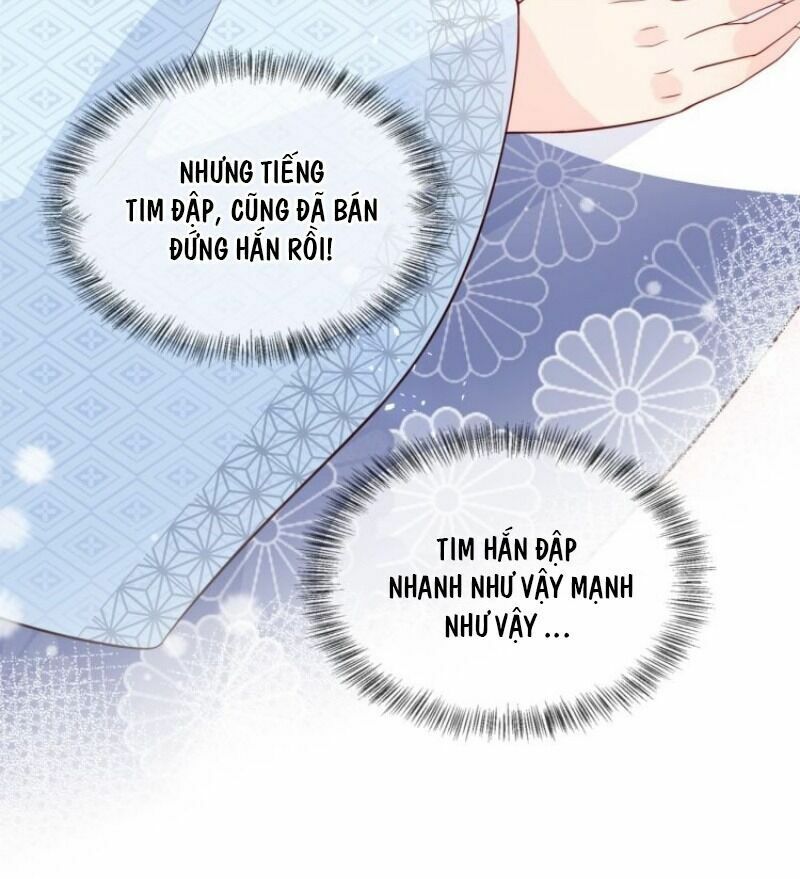 NHƯNG TIẾNG
TIM ĐẬP, CŨNG ĐÃ BÁN
ĐỨNG HẮN RỒI!
TIM HẮN ĐẬP
NHANH NHƯ VẬY MẠNH
NHƯ VẬY ...